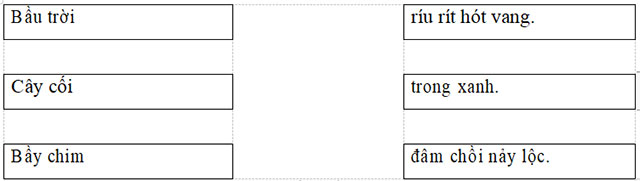 Bầu trời
ríu rít hót vang.
Cây cối
trong xanh.
Bầy chim
đâm chồi nảy lộc.